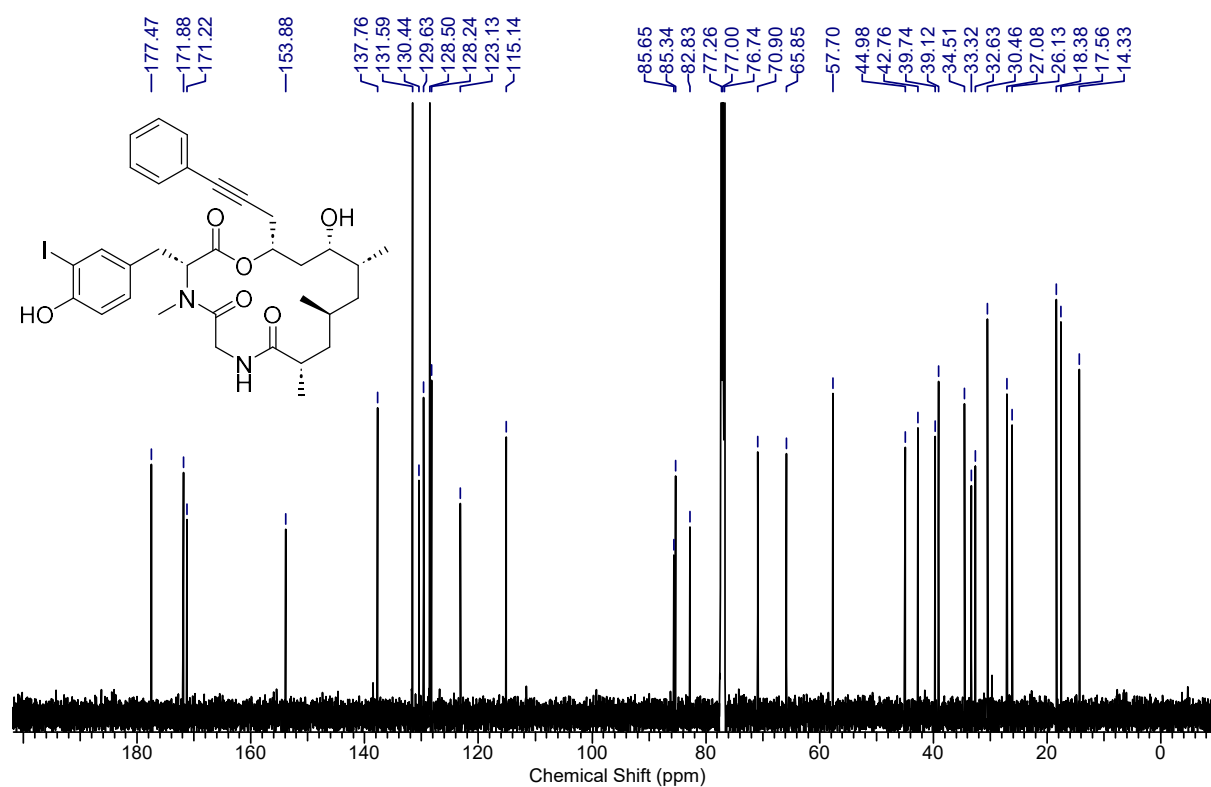 177.47
171.88
171.22
153.88
137.76
131.59
130.44
129.63
128.50
128.24
123.13
115.14
85.65
85.34
82.83
77.26
77.00
76.74
70.90
65.85
57.70
44.98
42.76
39.74
39.12
34.51
33.32
32.63
30.46
27.08
26.13
18.38
17.56
14.33
O
OH
I
O
N
O
O
HO
N
H
180 160 140 120 100 80 60 40 20 0
Chemical Shift (ppm)